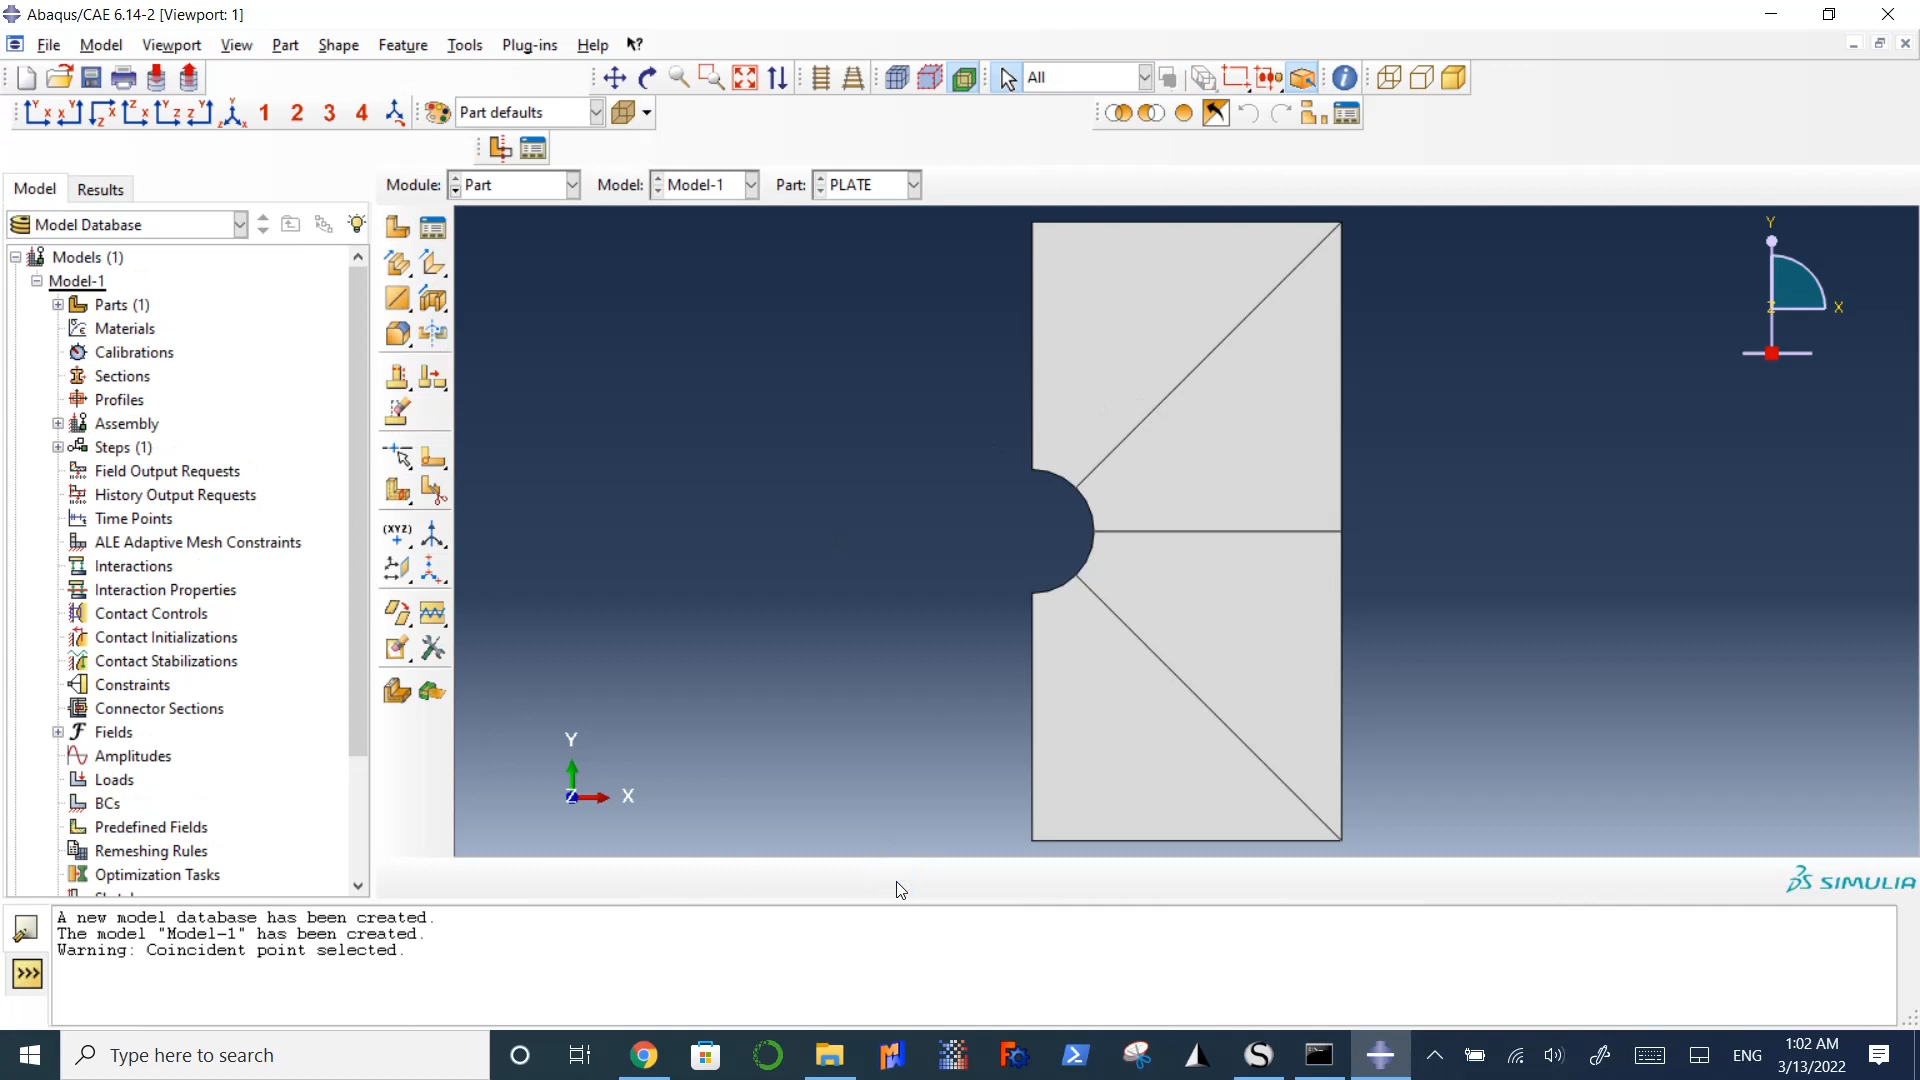 Abaqus/CAE 6.14-2 [Viewport: 1]
File Model Viewport View Part Shape Feature Tools Plug-ins Help
All
1 2 3 4 Part defaults
Model Results
Module: Part Model: Model-1 Part: PLATE
Model Database
Models (1)
Model-1
Parts (1)
Materials
Calibrations
Sections
Profiles
Assembly
Steps (1)
Field Output Requests
History Output Requests
Time Points
ALE Adaptive Mesh Constraints
Interactions
Interaction Properties
Contact Controls
Contact Initializations
Contact Stabilizations
Constraints
Connector Sections
Fields
Amplitudes
Loads
BCs
Predefined Fields
Remeshing Rules
Optimization Tasks
(XYZ)
Y
X
Z
Y
X
Z
SIMULIA
A new model database has been created.
The model "Model-1" has been created.
Warning: Coincident point selected.
Type here to search
ENG
1:02 AM
3/13/2022